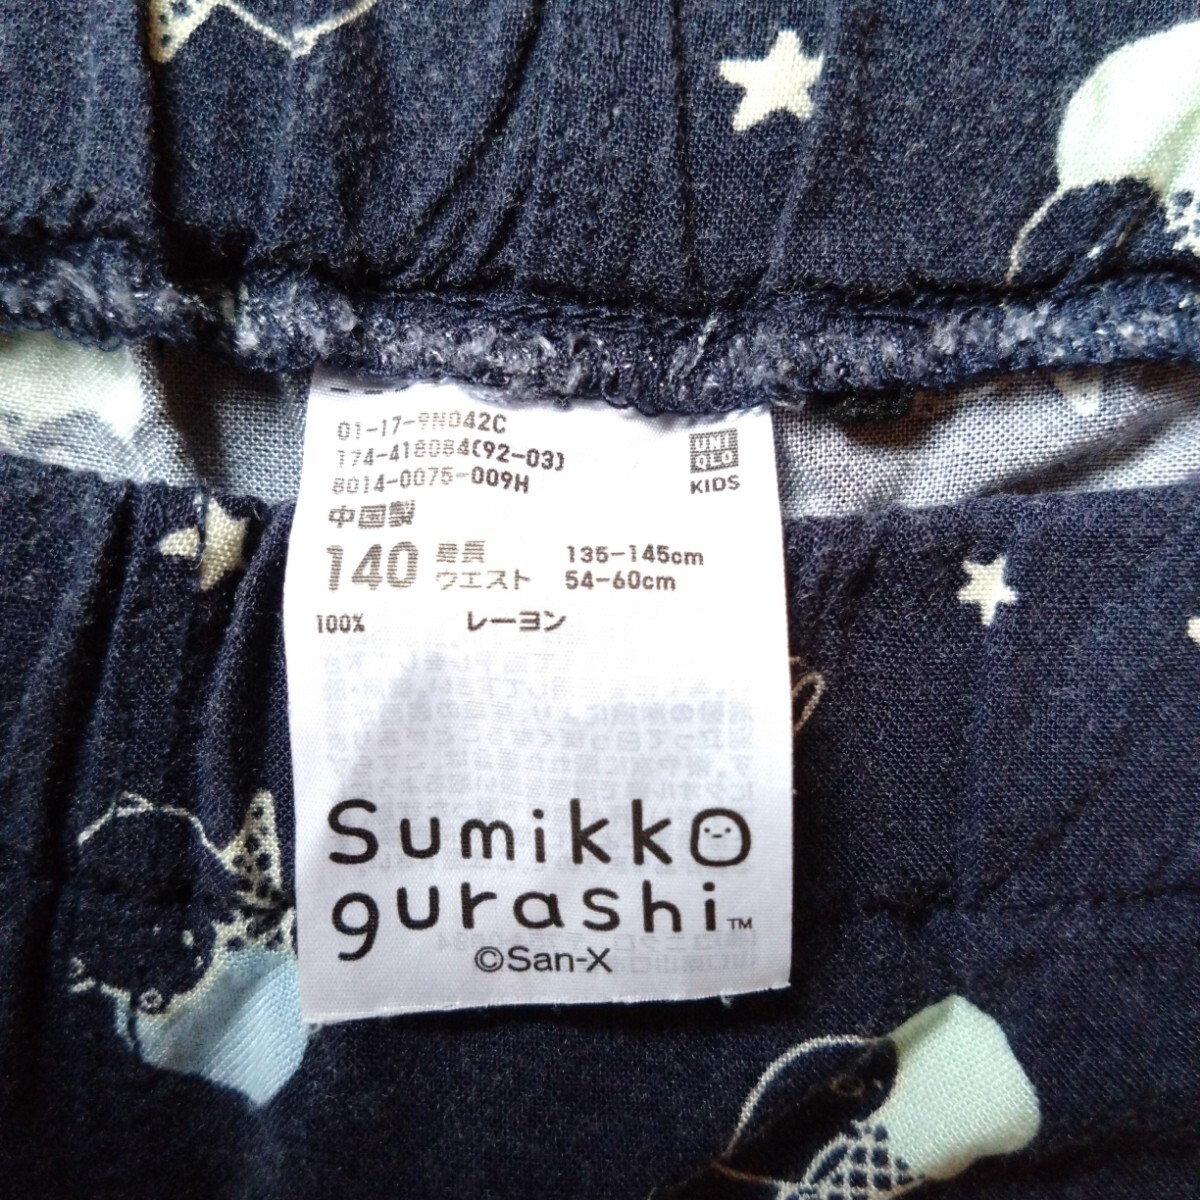 01-17-9N042C
174-418084(92-03)
8014-0075-009H
UNI
QLO
KIDS
中国製
140 身長 135-145cm
ウエスト 54-60cm
100% レーヨン
Sumikko
gurashi™
©San-X